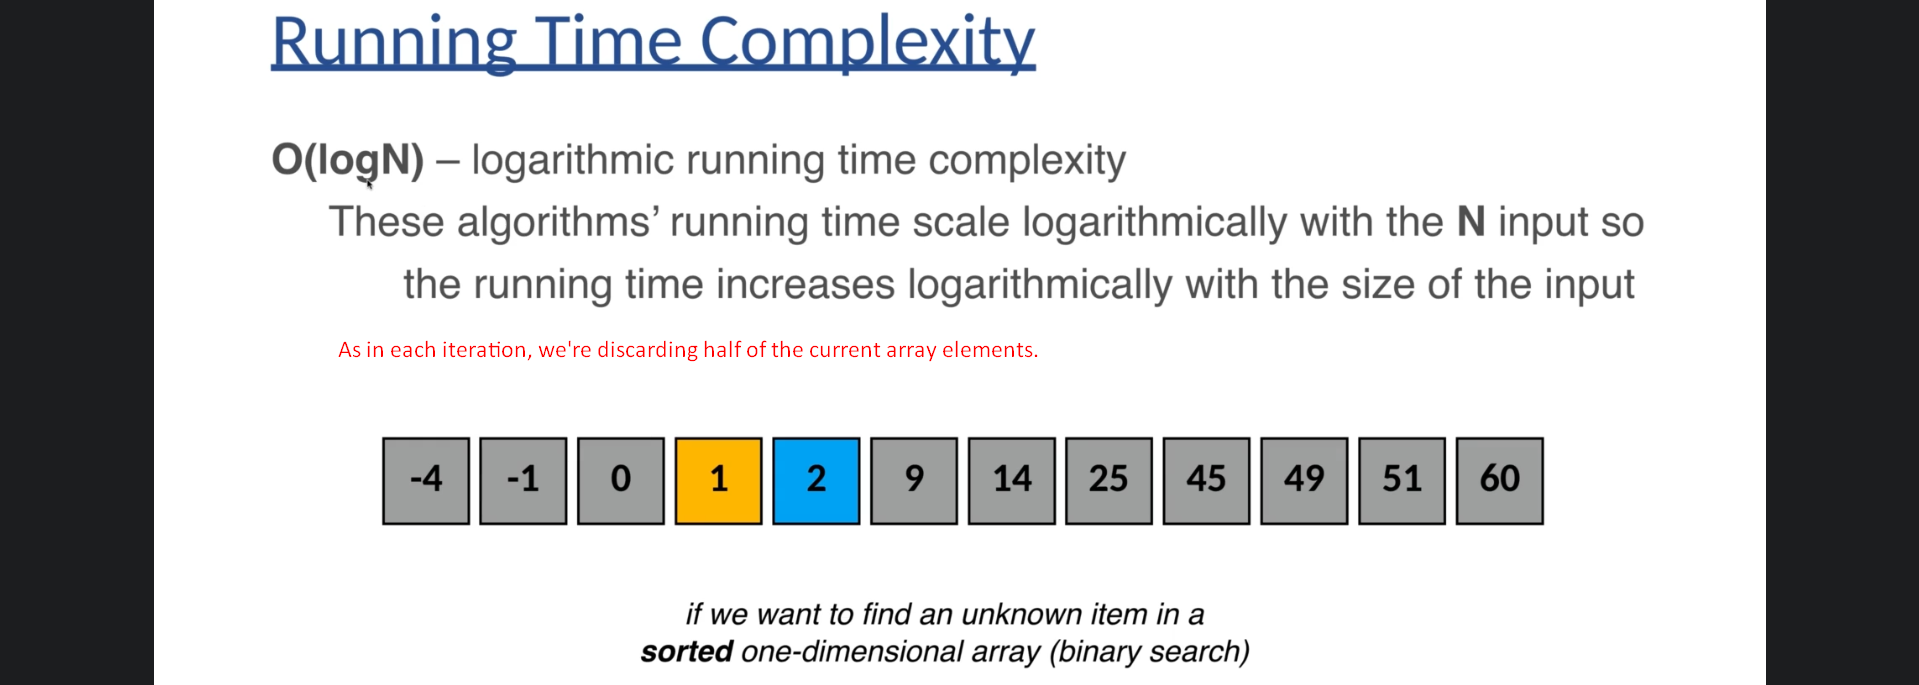 Running Time Complexity
O(logN) – logarithmic running time complexity
These algorithms’ running time scale logarithmically with the N input so
the running time increases logarithmically with the size of the input
As in each iteration, we're discarding half of the current array elements.
-4 -1 0 1 2 9 14 25 45 49 51 60
if we want to find an unknown item in a
sorted one-dimensional array (binary search)